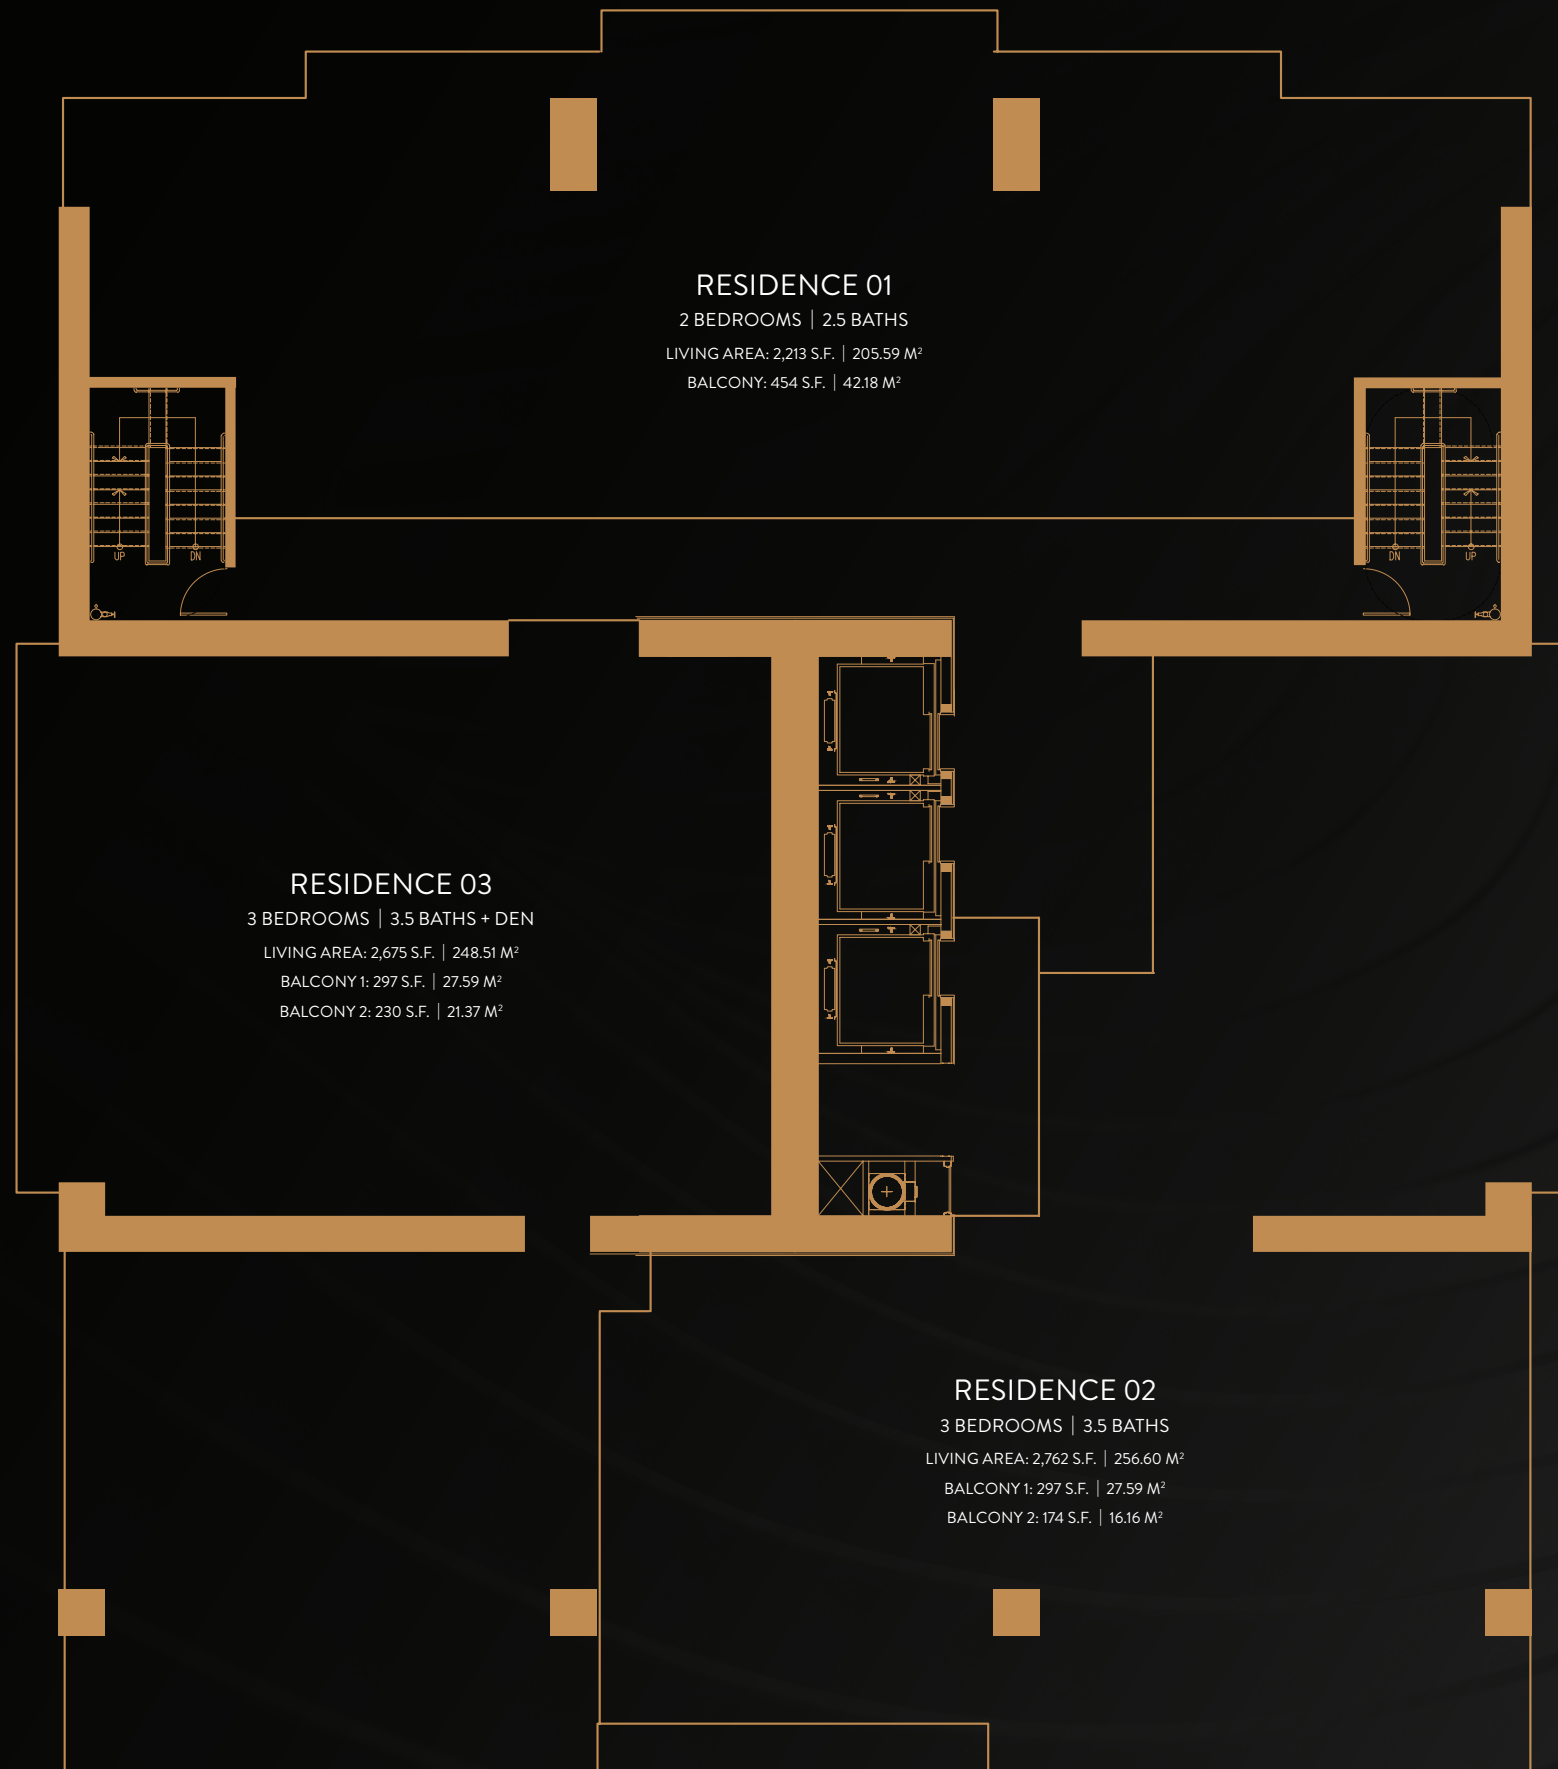 RESIDENCE 01
2 BEDROOMS | 2.5 BATHS
LIVING AREA: 2,213 S.F. | 205.59 M²
BALCONY: 454 S.F. | 42.18 M²
UP DN
DN UP
RESIDENCE 03
3 BEDROOMS | 3.5 BATHS + DEN
LIVING AREA: 2,675 S.F. | 248.51 M²
BALCONY 1: 297 S.F. | 27.59 M²
BALCONY 2: 230 S.F. | 21.37 M²
RESIDENCE 02
3 BEDROOMS | 3.5 BATHS
LIVING AREA: 2,762 S.F. | 256.60 M²
BALCONY 1: 297 S.F. | 27.59 M²
BALCONY 2: 174 S.F. | 16.16 M²